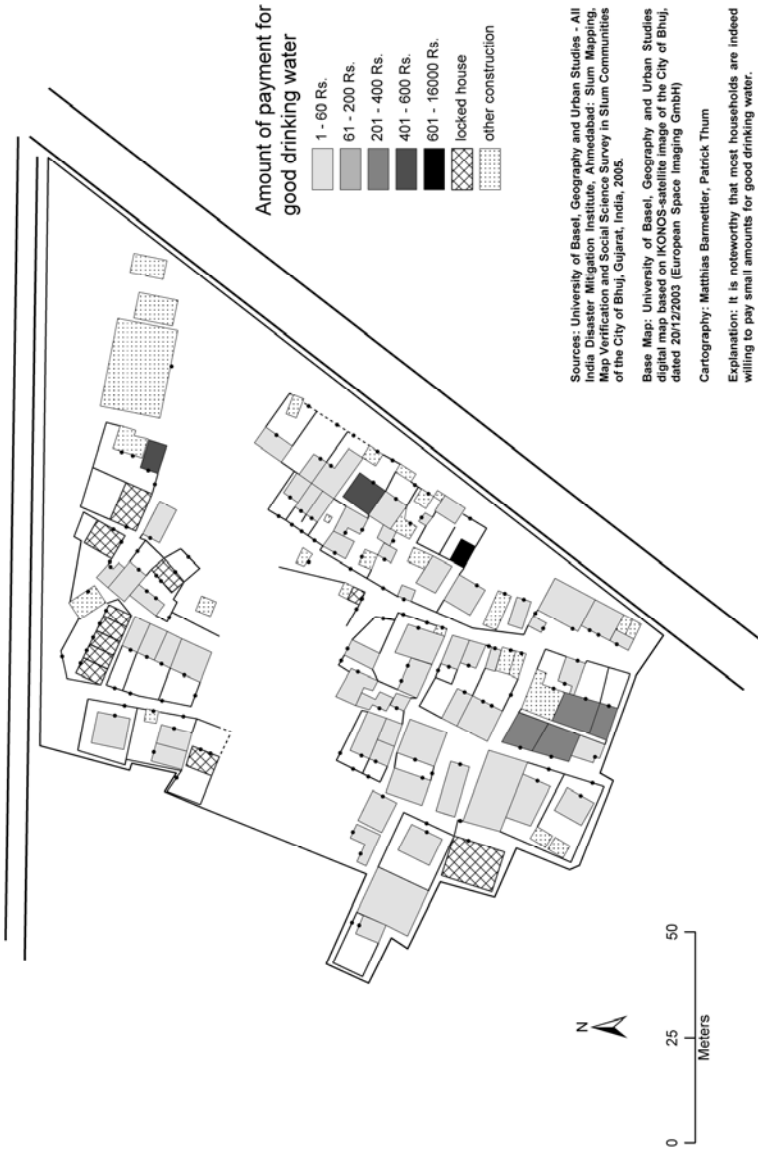 Amount of payment for
good drinking water
1 - 60 Rs.
61 - 200 Rs.
201 - 400 Rs.
401 - 600 Rs.
601 - 16000 Rs.
locked house
other construction
Sources: University of Basel, Geography and Urban Studies - All
India Disaster Mitigation Institute, Ahmedabad: Slum Mapping,
Map Verification and Social Science Survey in Slum Communities
of the City of Bhuj, Gujarat, India, 2005.
Base Map: University of Basel, Geography and Urban Studies
digital map based on IKONOS-satellite image of the City of Bhuj,
dated 20/12/2003 (European Space Imaging GmbH)
Cartography: Matthias Barmettler, Patrick Thum
Explanation: It is noteworthy that most households are indeed
willing to pay small amounts for good drinking water.
N
0 25 50
Meters